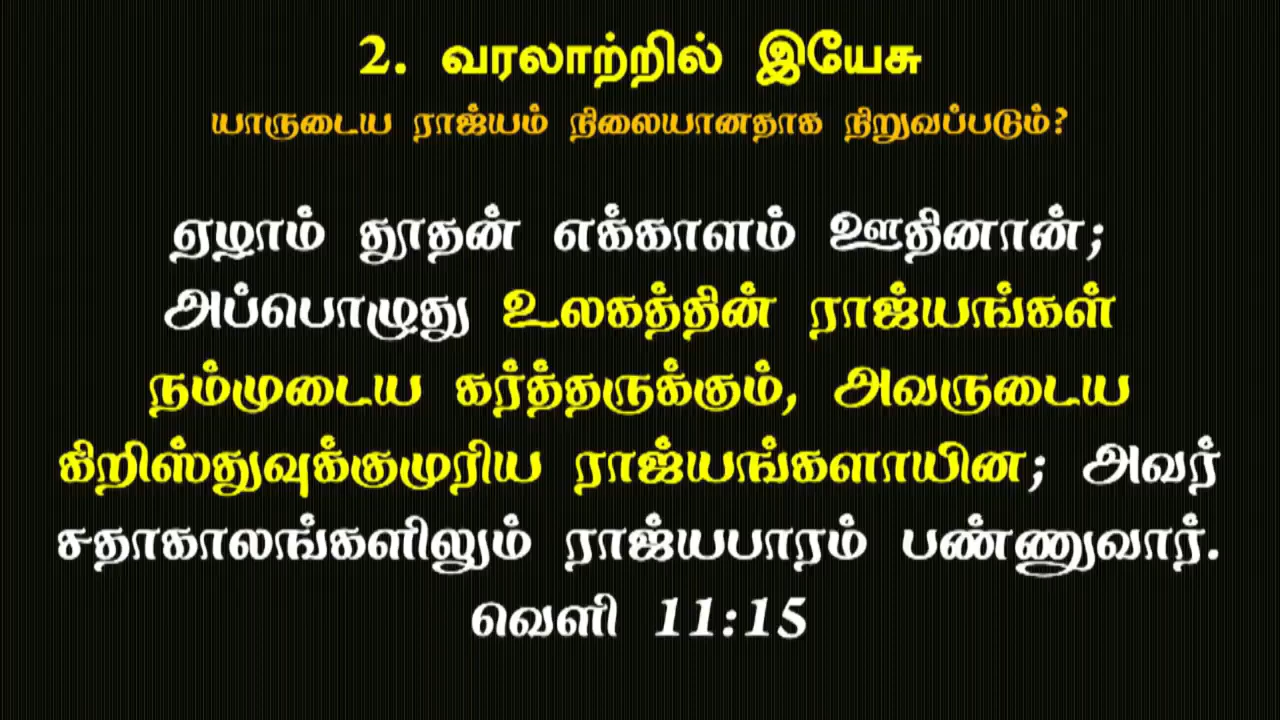 2. வரலாற்றில் இயேசு
யாருடைய ராஜ்யம் நிலையானதாக நிறுவப்படும்?
ஏழாம் தூதன் எக்காளம் ஊதினான்;
அப்பொழுது உலகத்தின் ராஜ்யங்கள்
நம்முடைய கர்த்தருக்கும், அவருடைய
கிறிஸ்துவுக்குமுரிய ராஜ்யங்களாயின; அவர்
சதாகாலங்களிலும் ராஜ்யபாரம் பண்ணுவார்.
வெளி 11:15